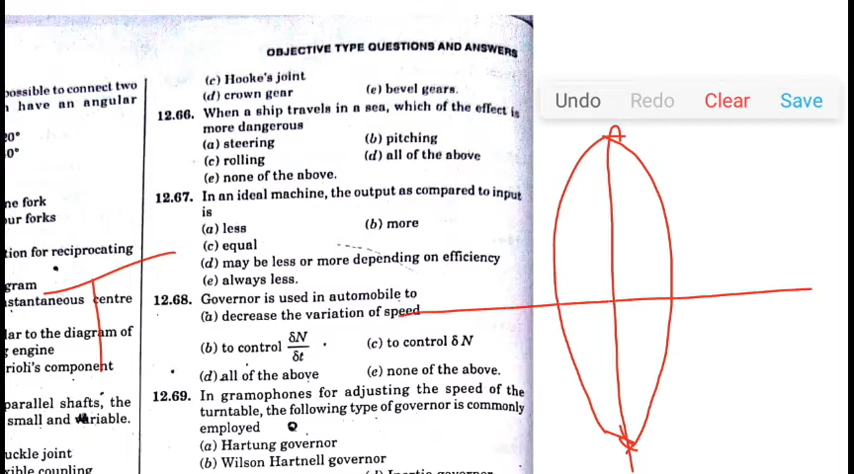 OBJECTIVE TYPE QUESTIONS AND ANSWERS
possible to connect two
have an angular
0°
ne fork
our forks
tion for reciprocating
gram
stantaneous centre
lar to the diagram of
engine
component
parallel shafts, the
small and variable.
uckle joint
xible coupling
(c) Hooke's joint
(d) crown gear (e) bevel gears.
12.66. When a ship travels in a sea, which of the effect is
more dangerous
(a) steering (b) pitching
(c) rolling (d) all of the above
(e) none of the above.
12.67. In an ideal machine, the output as compared to input
is
(a) less (b) more
(c) equal
(d) may be less or more depending on efficiency
(e) always less.
12.68. Governor is used in automobile to
(a) decrease the variation of speed
(b) to control δN/δt (c) to control δ N
(d) all of the above (e) none of the above.
12.69. In gramophones for adjusting the speed of the
turntable, the following type of governor is commonly
employed
(a) Hartung governor
(b) Wilson Hartnell governor
Undo Redo Clear Save